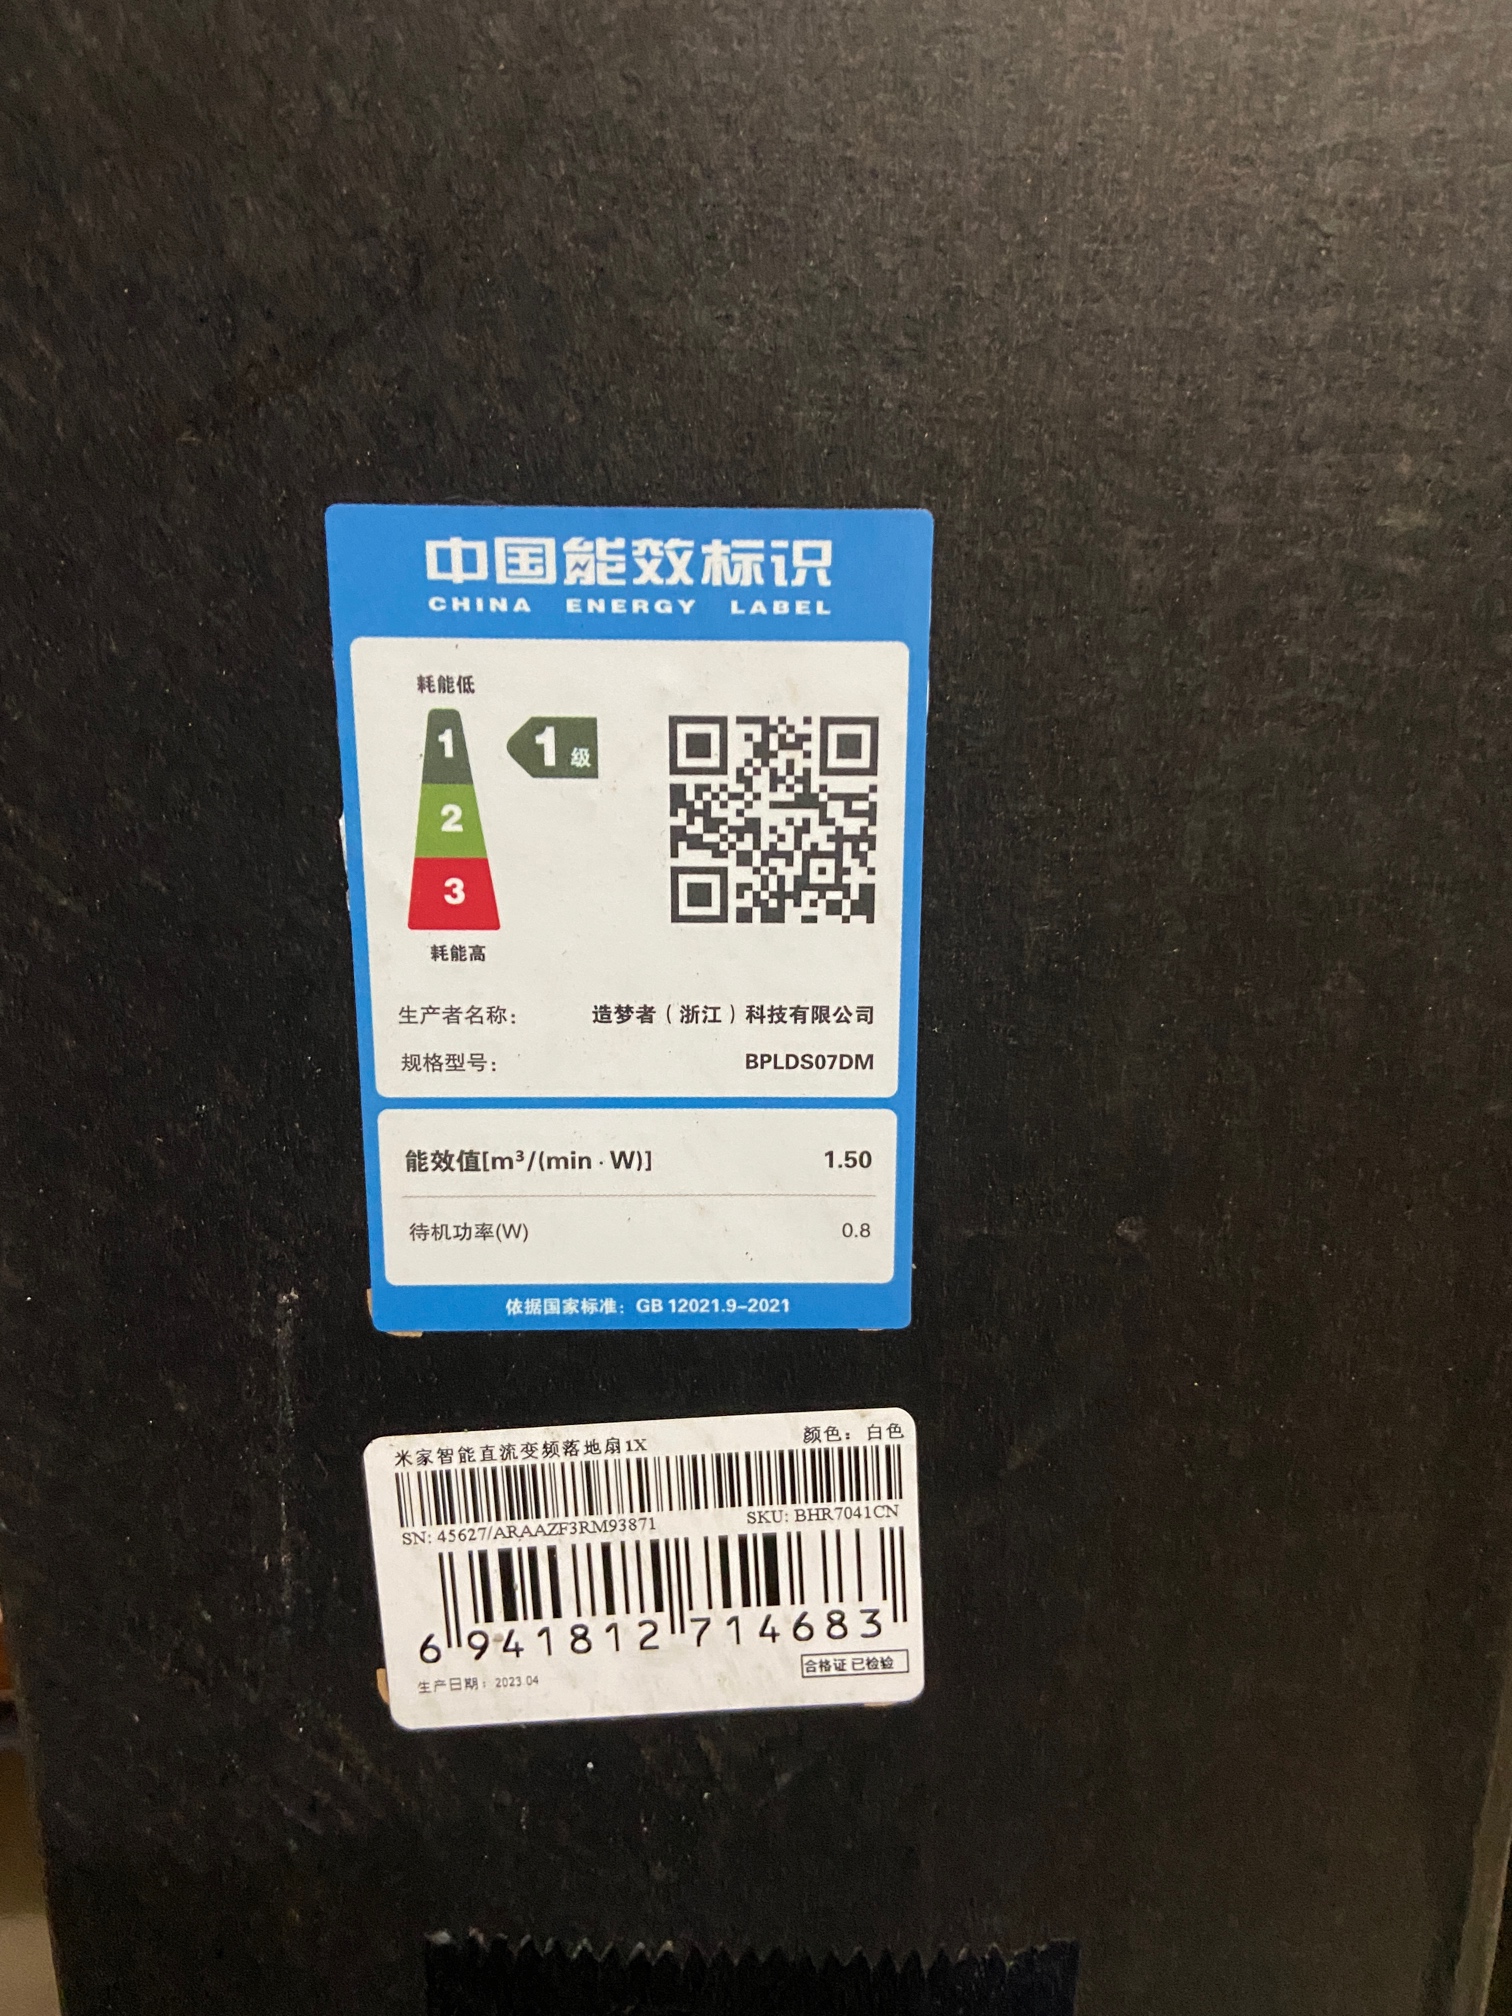 中国能效标识
CHINA ENERGY LABEL
耗能低
1
1级
2
3
耗能高
生产者名称： 造梦者（浙江）科技有限公司
规格型号： BPLDS07DM
能效值[m³/(min·W)] 1.50
待机功率(W) 0.8
依据国家标准：GB 12021.9-2021
米家智能直流变频落地扇1X 颜色：白色
SN: 45627/ARAAZF3RM93871 SKU: BHR7041CN
6 941812 714683
生产日期：2023.04 合格证 已检验